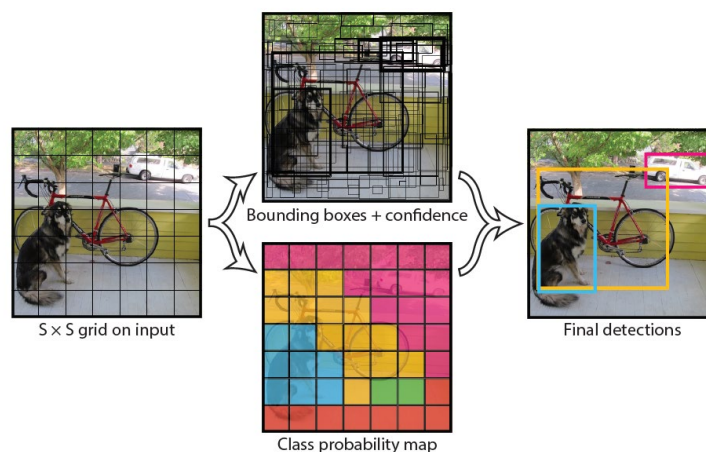 S × S grid on input
Bounding boxes + confidence
Class probability map
Final detections